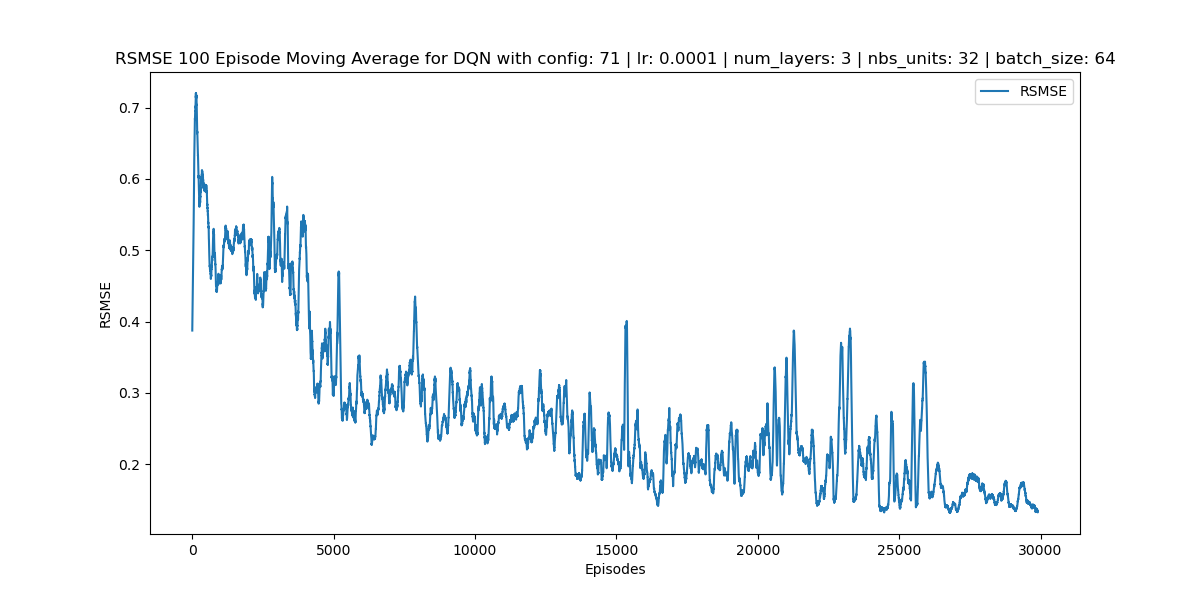 RSMSE 100 Episode Moving Average for DQN with config: 71 | lr: 0.0001 | num_layers: 3 | nbs_units: 32 | batch_size: 64
RSMSE
0.7
0.6
0.5
0.4
0.3
0.2
RSMSE
0 5000 10000 15000 20000 25000 30000
Episodes